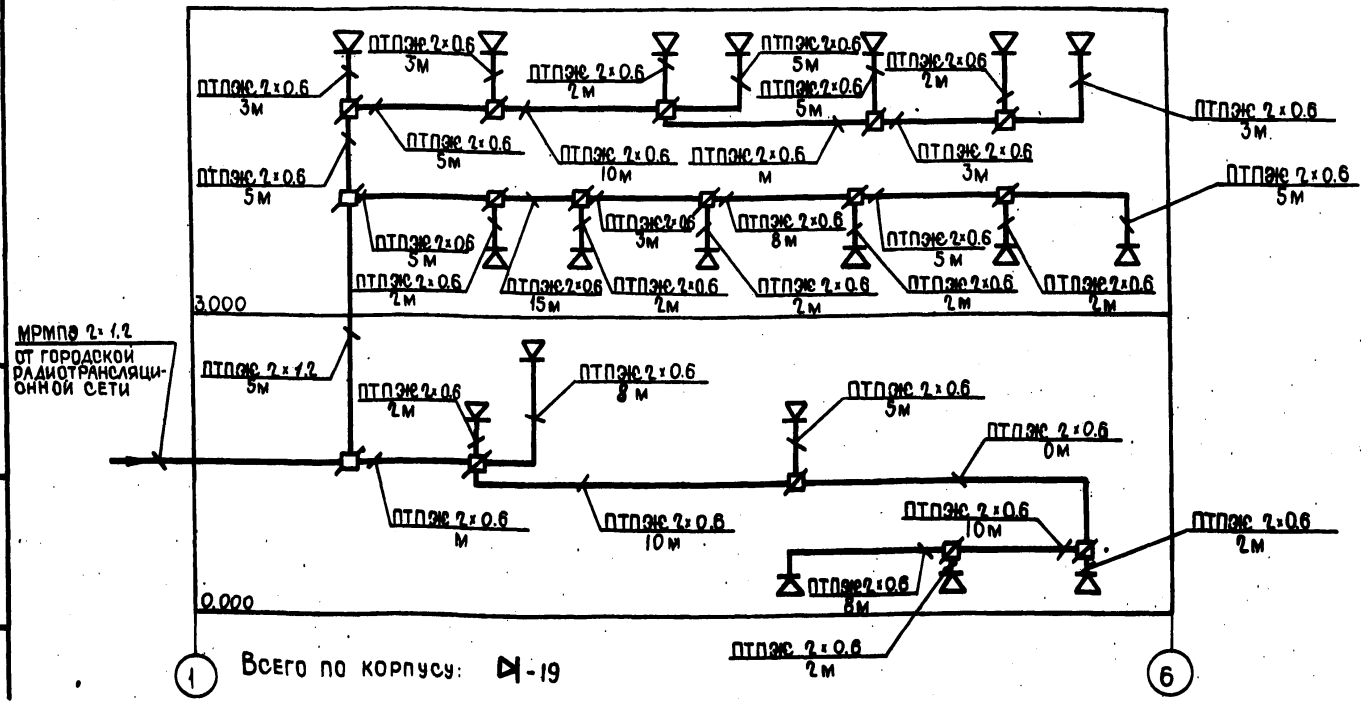 ПТПЖ 2×0.6
3м
ПТПЖ 2×0.6
3м
ПТПЖ 2×0.6
2м
ПТПЖ 2×0.6
5м
ПТПЖ 2×0.6
5м
ПТПЖ 2×0.6
2м
ПТПЖ 2×0.6
3м
ПТПЖ 2×0.6
5м
ПТПЖ 2×0.6
10м
ПТПЖ 2×0.6
м
ПТПЖ 2×0.6
3м
ПТПЖ 2×0.6
5м
ПТПЖ 2×0.6
5м
ПТПЖ 2×0.6
5м
ПТПЖ 2×0.6
3м
ПТПЖ 2×0.6
8м
ПТПЖ 2×0.6
5м
ПТПЖ 2×0.6
2м
ПТПЖ 2×0.6
15м
ПТПЖ 2×0.6
2м
ПТПЖ 2×0.6
2м
ПТПЖ 2×0.6
2м
ПТПЖ 2×0.6
2м
3.000
МРМПЭ 2×1.2
ОТ ГОРОДСКОЙ
РАДИОТРАНСЛЯЦИ-
ОННОЙ СЕТИ
ПТПЖ 2×1.2
5м
ПТПЖ 2×0.6
2м
ПТПЖ 2×0.6
8 м
ПТПЖ 2×0.6
5м
ПТПЖ 2×0.6
0м
ПТПЖ 2×0.6
м
ПТПЖ 2×0.6
10м
ПТПЖ 2×0.6
10м
ПТПЖ 2×0.6
2м
ПТПЖ 2×0.6
8м
ПТПЖ 2×0.6
2м
0.000
1
ВСЕГО ПО КОРПУСУ: -19
6